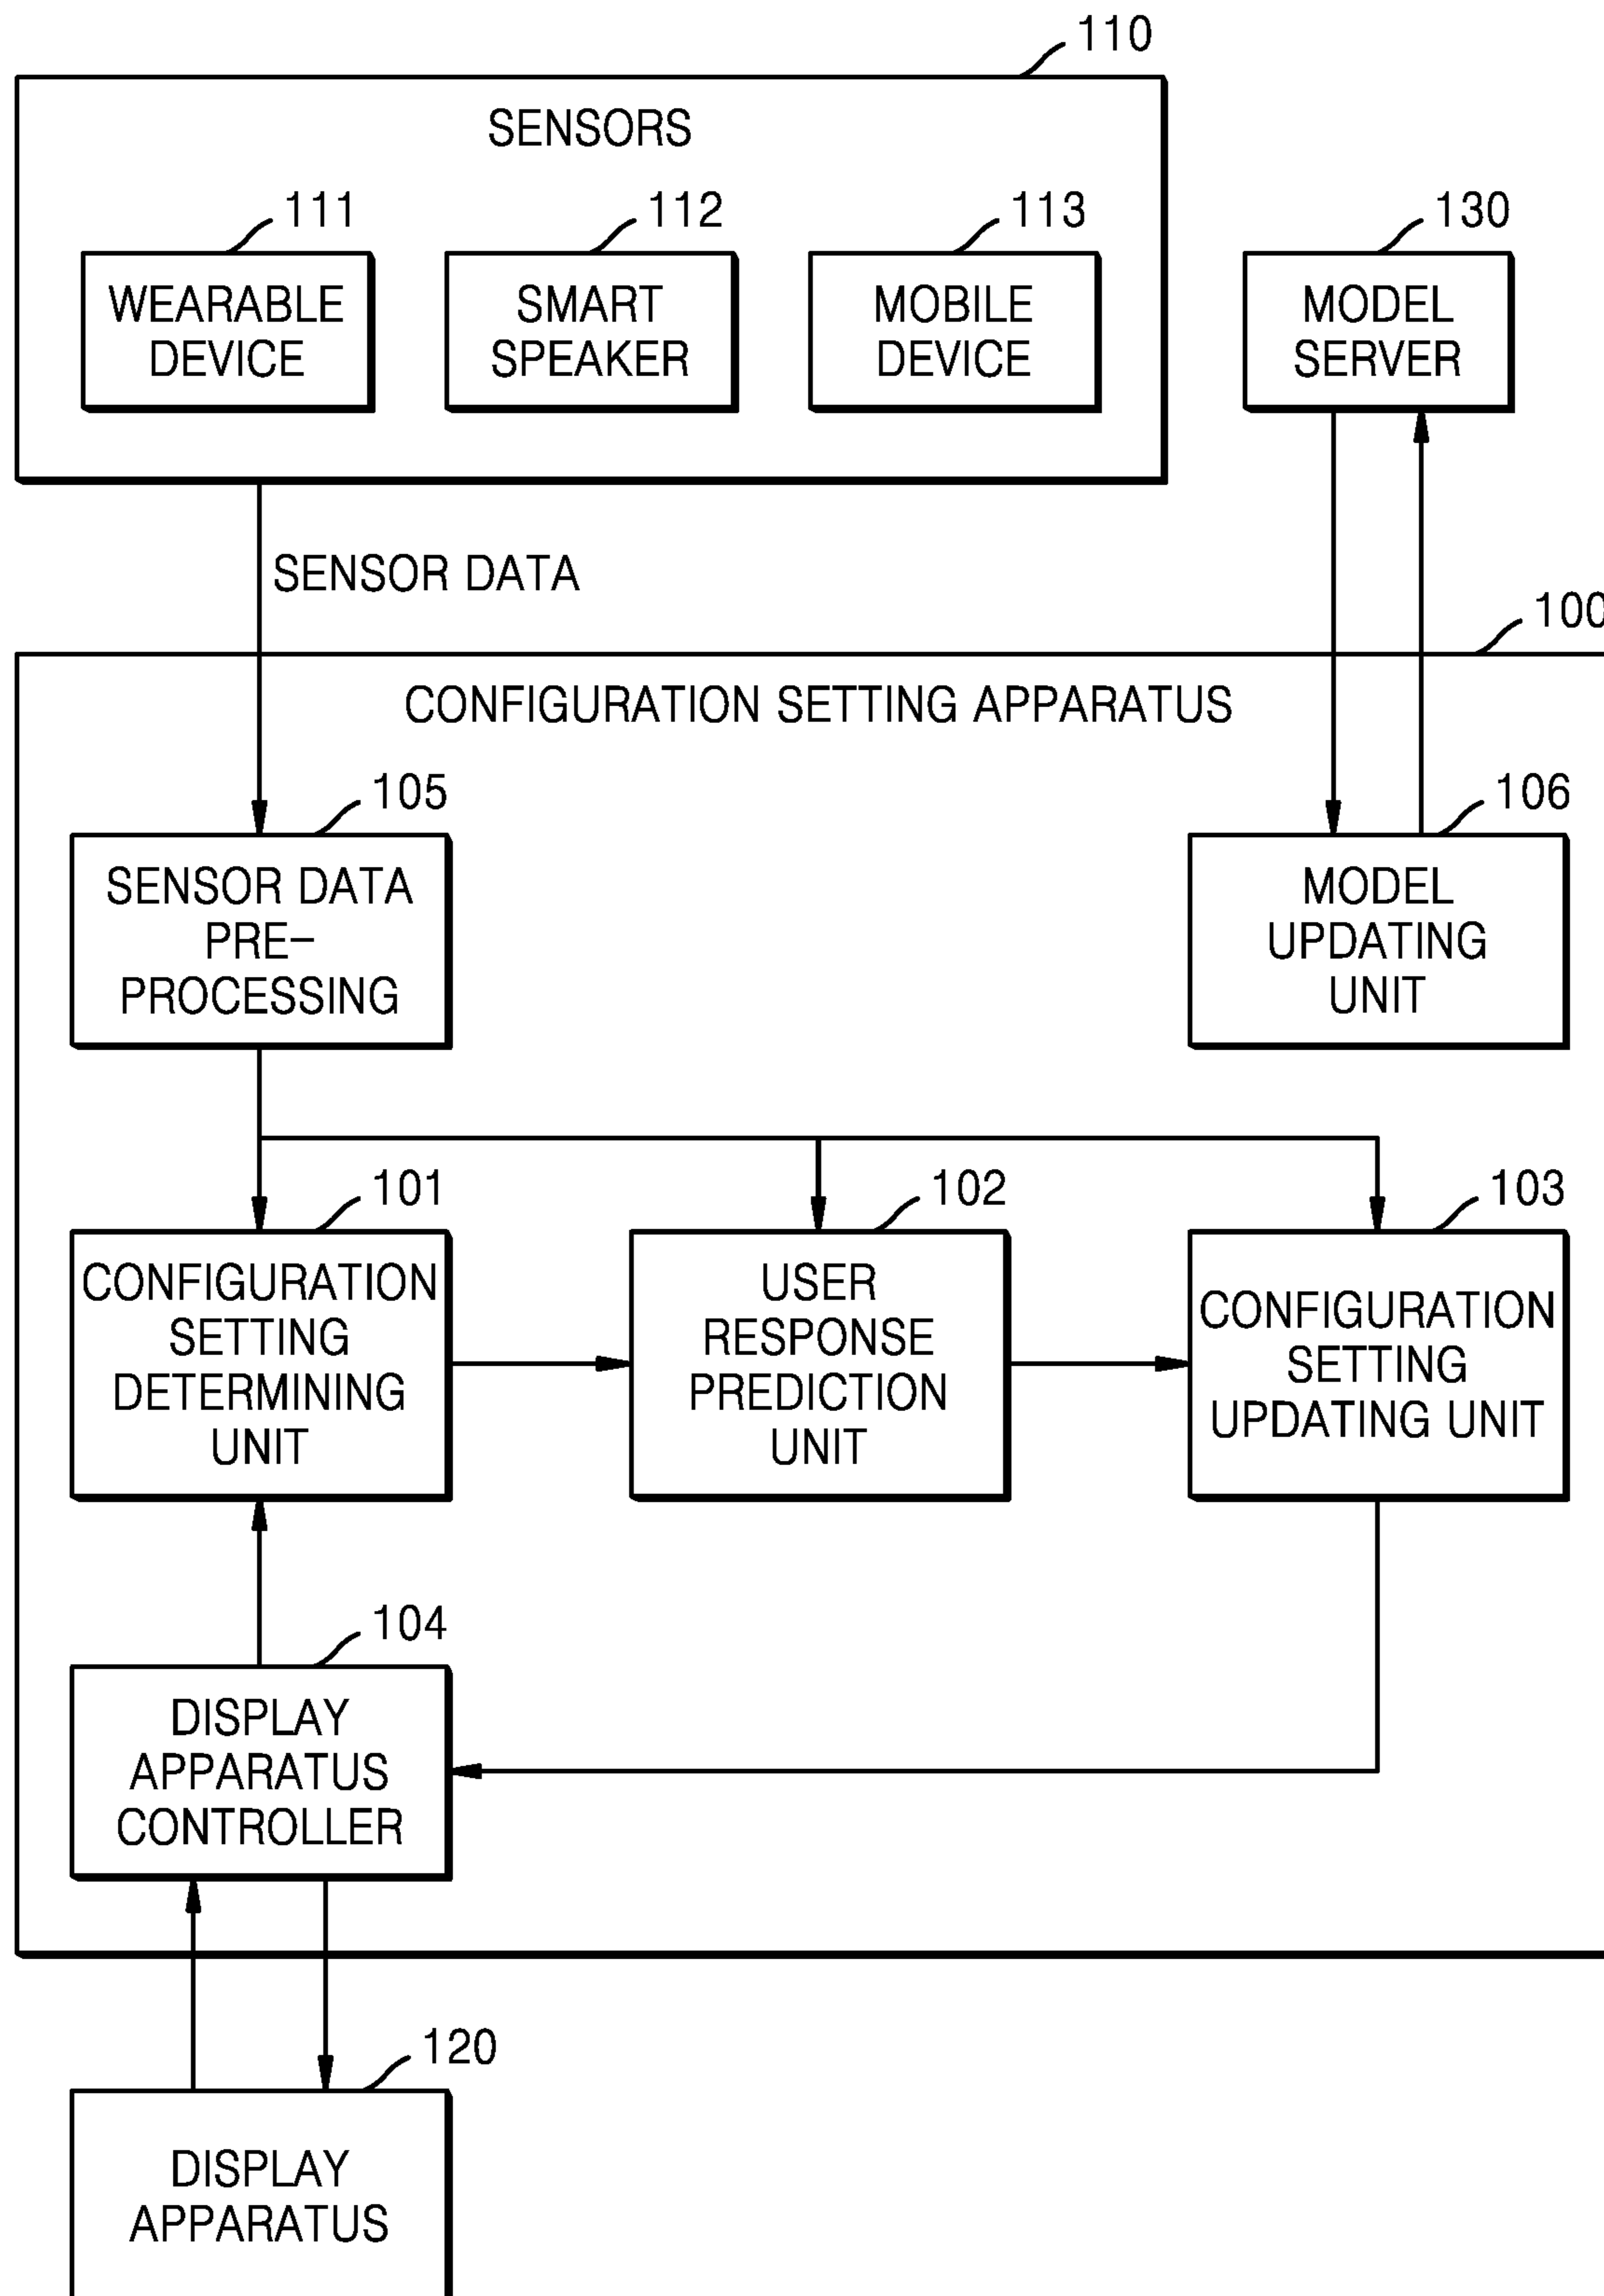 110
SENSORS
111
112
113
130
WEARABLE
DEVICE
SMART
SPEAKER
MOBILE
DEVICE
MODEL
SERVER
SENSOR DATA
100
CONFIGURATION SETTING APPARATUS
105
106
SENSOR DATA
PRE-
PROCESSING
MODEL
UPDATING
UNIT
101
102
103
CONFIGURATION
SETTING
DETERMINING
UNIT
USER
RESPONSE
PREDICTION
UNIT
CONFIGURATION
SETTING
UPDATING UNIT
104
DISPLAY
APPARATUS
CONTROLLER
120
DISPLAY
APPARATUS